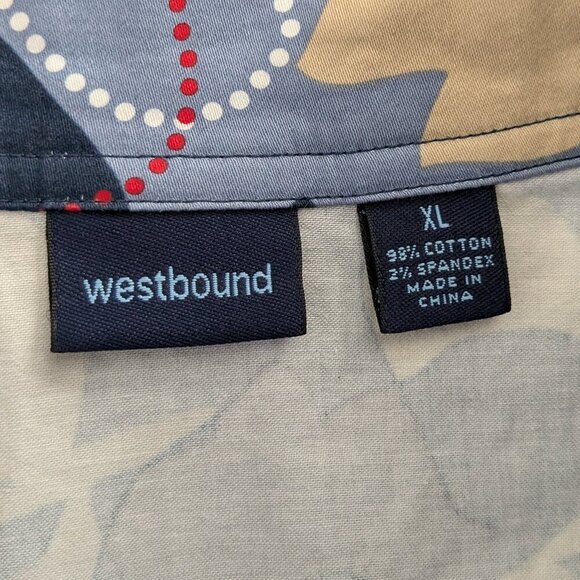 westbound
XL
98% COTTON
2% SPANDEX
MADE IN
CHINA